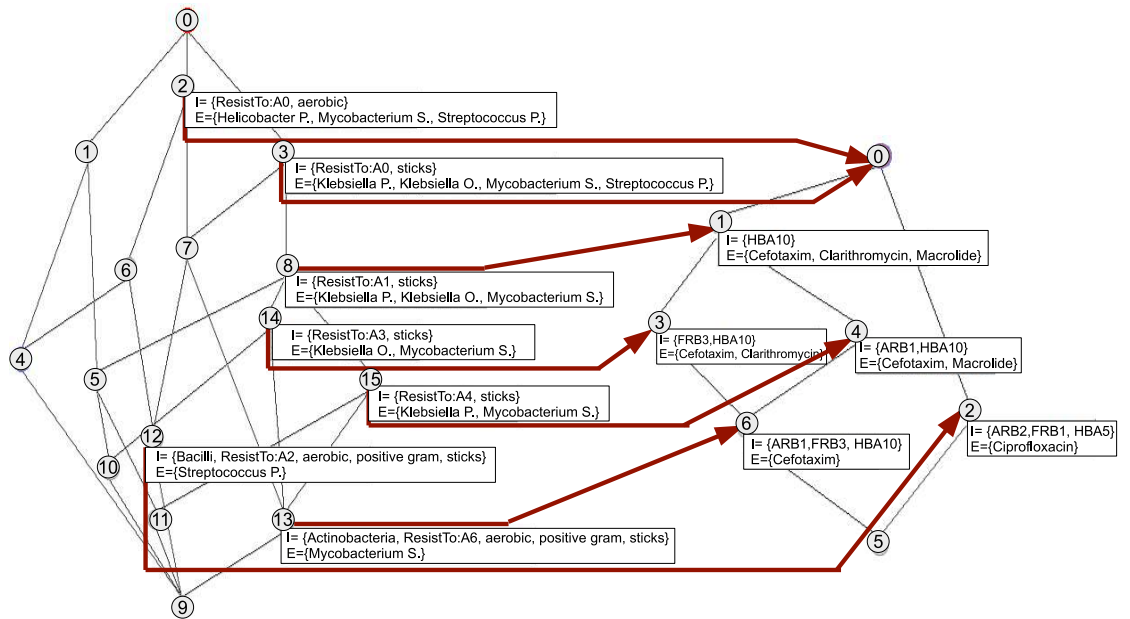 0
2
I= {ResistTo:A0, aerobic}
E={Helicobacter P., Mycobacterium S., Streptococcus P.}
1
3
0
I= {ResistTo:A0, sticks}
E={Klebsiella P., Klebsiella O., Mycobacterium S., Streptococcus P.}
1
I= {HBA10}
E={Cefotaxim, Clarithromycin, Macrolide}
7
6
8
I= {ResistTo:A1, sticks}
E={Klebsiella P., Klebsiella O., Mycobacterium S.}
14
I= {ResistTo:A3, sticks}
E={Klebsiella O., Mycobacterium S.}
3
I= {FRB3,HBA10}
E={Cefotaxim, Clarithromycin}
4
I= {ARB1,HBA10}
E={Cefotaxim, Macrolide}
4
5
15
I= {ResistTo:A4, sticks}
E={Klebsiella P., Mycobacterium S.}
2
I= {ARB2,FRB1, HBA5}
E={Ciprofloxacin}
6
I= {ARB1,FRB3, HBA10}
E={Cefotaxim}
12
I= {Bacilli, ResistTo:A2, aerobic, positive gram, sticks}
E={Streptococcus P.}
10
11
13
I= {Actinobacteria, ResistTo:A6, aerobic, positive gram, sticks}
E={Mycobacterium S.}
5
9